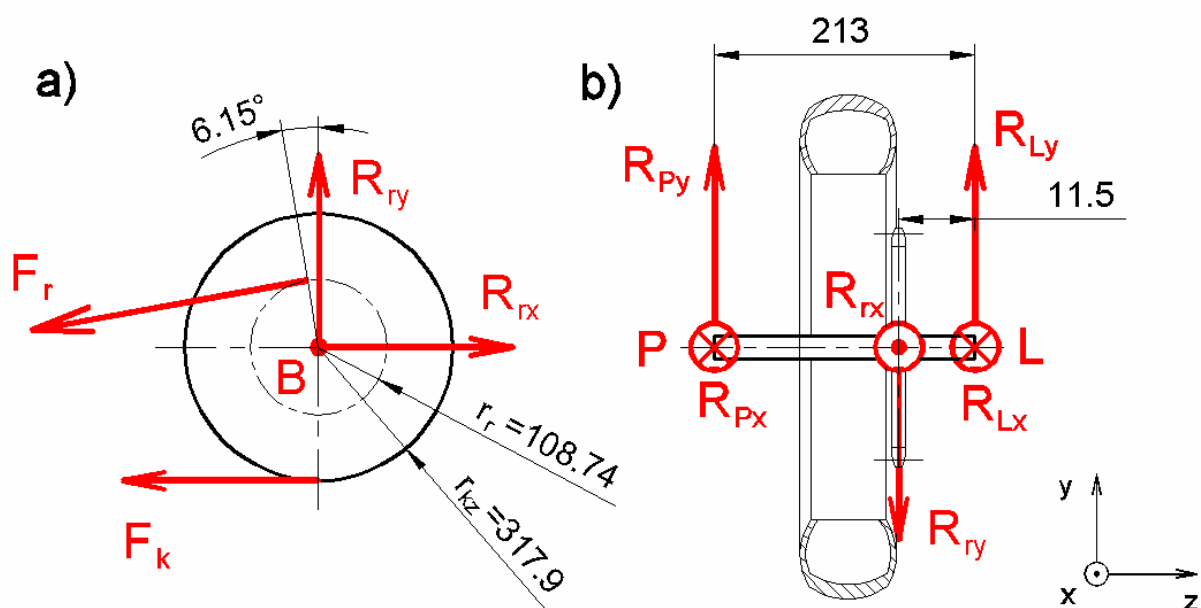 a)
6.15°
R_ry
F_r
R_rx
B
r_r =108.74
r_kz =317.9
F_k
b)
213
R_Py
R_Ly
11.5
R_rx
P
L
R_Px
R_Lx
R_ry
y
x
z